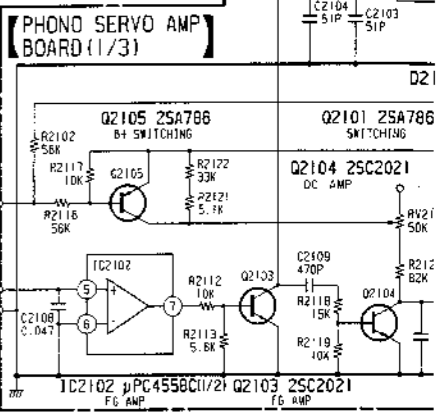 C2104
51P
C2103
51P
[PHONO SERVO AMP]
BOARD (1/3)
D21
Q2105 2SA786
B+ SWITCHING
Q2101 2SA786
SWITCHING
R2102
56K
R2117
10K
Q2105
R2122
33K
R2121
Q2104 2SC2021
DC AMP
R2116
56K
RV21
50K
IC2102
C2109
470P
R212
82K
5
+
6
-
7
R2112
10K
Q2103
R2118
15K
Q2104
C2108
0.047
R2113
5.6K
R2119
10K
IC2102 µPC4558C(1/2)
FG AMP
Q2103 2SC2021
FG AMP